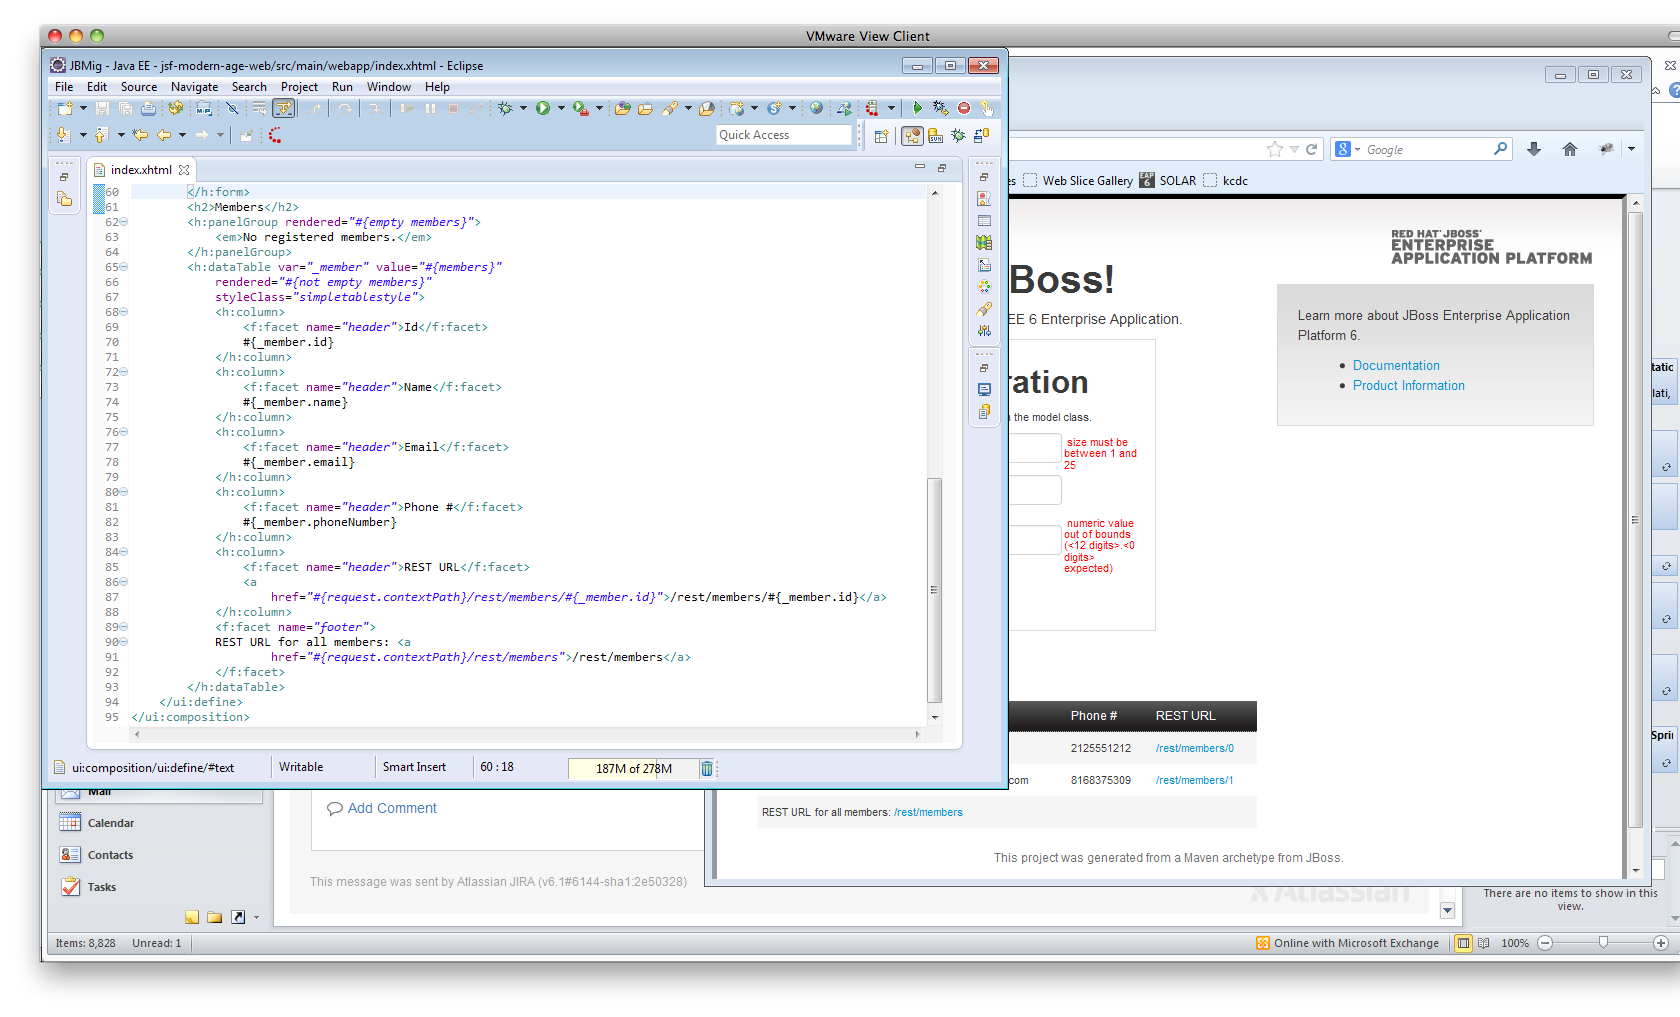 VMware View Client
JBMig - Java EE - jsf-modern-age-web/src/main/webapp/index.xhtml - Eclipse
File Edit Source Navigate Search Project Run Window Help
Quick Access
index.xhtml
60 </h:form>
61 <h2>Members</h2>
62 <h:panelGroup rendered="#{empty members}">
63 <em>No registered members.</em>
64 </h:panelGroup>
65 <h:dataTable var="_member" value="#{members}"
66 rendered="#{not empty members}"
67 styleClass="simpletablestyle">
68 <h:column>
69 <f:facet name="header">Id</f:facet>
70 #{_member.id}
71 </h:column>
72 <h:column>
73 <f:facet name="header">Name</f:facet>
74 #{_member.name}
75 </h:column>
76 <h:column>
77 <f:facet name="header">Email</f:facet>
78 #{_member.email}
79 </h:column>
80 <h:column>
81 <f:facet name="header">Phone #</f:facet>
82 #{_member.phoneNumber}
83 </h:column>
84 <h:column>
85 <f:facet name="header">REST URL</f:facet>
86 <a
87 href="#{request.contextPath}/rest/members/#{_member.id}">/rest/members/#{_member.id}</a>
88 </h:column>
89 <f:facet name="footer">
90 REST URL for all members: <a
91 href="#{request.contextPath}/rest/members">/rest/members</a>
92 </f:facet>
93 </h:dataTable>
94 </ui:define>
95 </ui:composition>
ui:composition/ui:define/#text Writable Smart Insert 60 : 18 187M of 278M
Google
es Web Slice Gallery EAP 6 SOLAR kcdc
RED HAT JBOSS
ENTERPRISE
APPLICATION PLATFORM
Boss!
EE 6 Enterprise Application.
Learn more about JBoss Enterprise Application
Platform 6.
Documentation
Product Information
ration
n the model class.
size must be
between 1 and
25
numeric value
out of bounds
(<12 digits>.<0
digits>
expected)
Phone # REST URL
2125551212 /rest/members/0
com 8168375309 /rest/members/1
REST URL for all members: /rest/members
This project was generated from a Maven archetype from JBoss.
tatic
lati,
Sprin
Mail
Calendar
Contacts
Tasks
Add Comment
This message was sent by Atlassian JIRA (v6.1#6144-sha1:2e50328)
Atlassian
There are no items to show in this
view.
Items: 8,828 Unread: 1
Online with Microsoft Exchange 100%